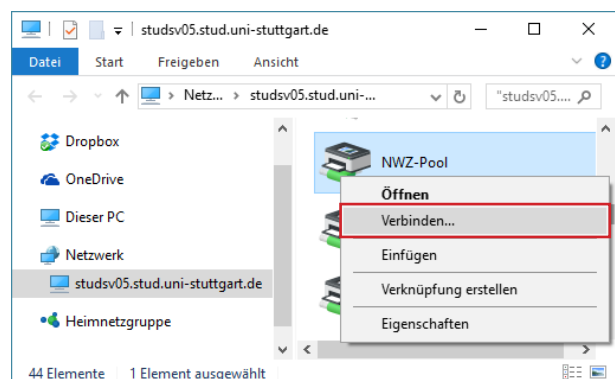 studsv05.stud.uni-stuttgart.de
Datei Start Freigeben Ansicht
Netz... studsv05.stud.uni-... "studsv05....
Dropbox
OneDrive
Dieser PC
Netzwerk
studsv05.stud.uni-stuttgart.de
Heimnetzgruppe
NWZ-Pool
Öffnen
Verbinden...
Einfügen
Verknüpfung erstellen
Eigenschaften
44 Elemente 1 Element ausgewählt